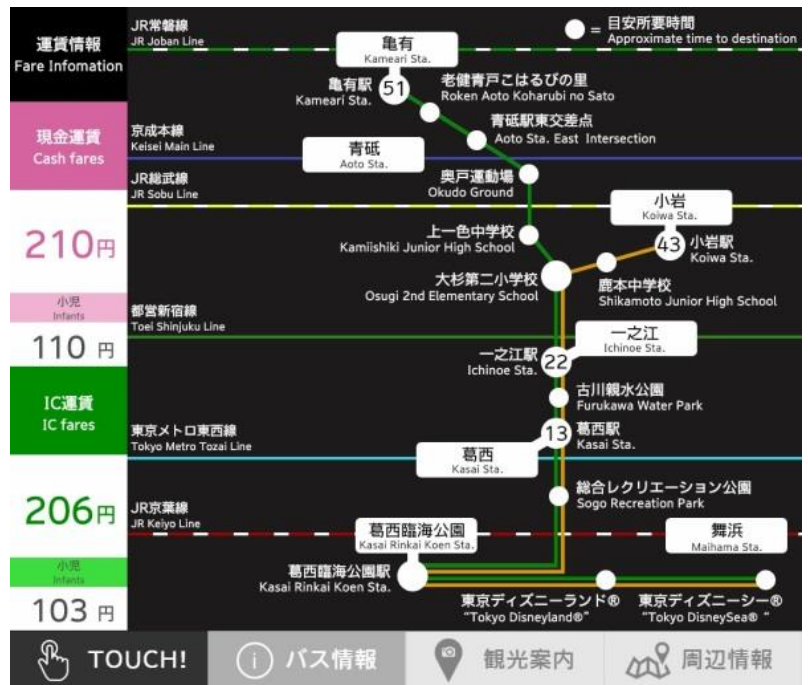 運賃情報
Fare Infomation
現金運賃
Cash fares
210円
小児
Infants
110 円
IC運賃
IC fares
206円
小児
Infants
103 円
JR常磐線
JR Joban Line
= 目安所要時間
Approximate time to destination
亀有
Kameari Sta.
亀有駅
Kameari Sta.
51
老健青戸こはるびの里
Roken Aoto Koharubi no Sato
青砥駅東交差点
Aoto Sta. East Intersection
京成本線
Keisei Main Line
青砥
Aoto Sta.
JR総武線
JR Sobu Line
奥戸運動場
Okudo Ground
小岩
Koiwa Sta.
上一色中学校
Kamiishiki Junior High School
43
小岩駅
Koiwa Sta.
大杉第二小学校
Osugi 2nd Elementary School
鹿本中学校
Shikamoto Junior High School
都営新宿線
Toei Shinjuku Line
一之江
Ichinoe Sta.
一之江駅
Ichinoe Sta.
22
古川親水公園
Furukawa Water Park
13
葛西駅
Kasai Sta.
東京メトロ東西線
Tokyo Metro Tozai Line
葛西
Kasai Sta.
総合レクリエーション公園
Sogo Recreation Park
JR京葉線
JR Keiyo Line
葛西臨海公園
Kasai Rinkai Koen Sta.
舞浜
Maihama Sta.
葛西臨海公園駅
Kasai Rinkai Koen Sta.
東京ディズニーランド®
"Tokyo Disneyland®"
東京ディズニーシー®
"Tokyo DisneySea® "
TOUCH!
i バス情報
観光案内
周辺情報